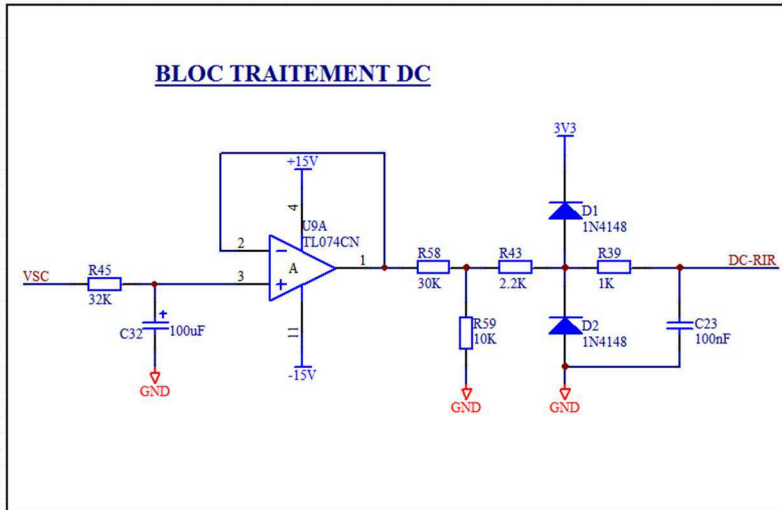 BLOC TRAITEMENT DC
3V3
+15V
4
U9A
TL074CN
D1
1N4148
2
A
1
3
VSC
R45
32K
R58
30K
R43
2.2K
R39
1K
DC-RIR
C32
100uF
11
R59
10K
D2
1N4148
C23
100nF
-15V
GND
GND
GND